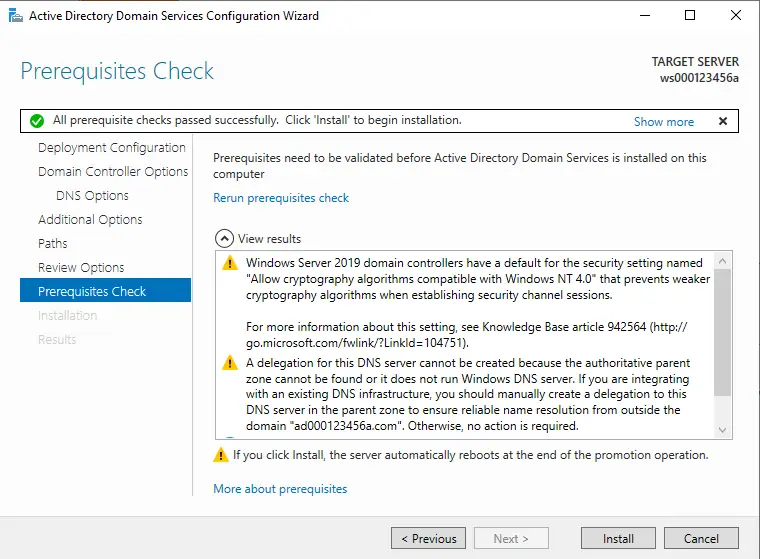 Active Directory Domain Services Configuration Wizard
Prerequisites Check
TARGET SERVER
ws000123456a
All prerequisite checks passed successfully.  Click 'Install' to begin installation.
Show more
Deployment Configuration
Domain Controller Options
DNS Options
Additional Options
Paths
Review Options
Prerequisites Check
Installation
Results
Prerequisites need to be validated before Active Directory Domain Services is installed on this
computer
Rerun prerequisites check
View results
Windows Server 2019 domain controllers have a default for the security setting named
"Allow cryptography algorithms compatible with Windows NT 4.0" that prevents weaker
cryptography algorithms when establishing security channel sessions.
For more information about this setting, see Knowledge Base article 942564 (http://
go.microsoft.com/fwlink/?LinkId=104751).
A delegation for this DNS server cannot be created because the authoritative parent
zone cannot be found or it does not run Windows DNS server. If you are integrating
with an existing DNS infrastructure, you should manually create a delegation to this
DNS server in the parent zone to ensure reliable name resolution from outside the
domain "ad000123456a.com". Otherwise, no action is required.
If you click Install, the server automatically reboots at the end of the promotion operation.
More about prerequisites
< Previous
Next >
Install
Cancel